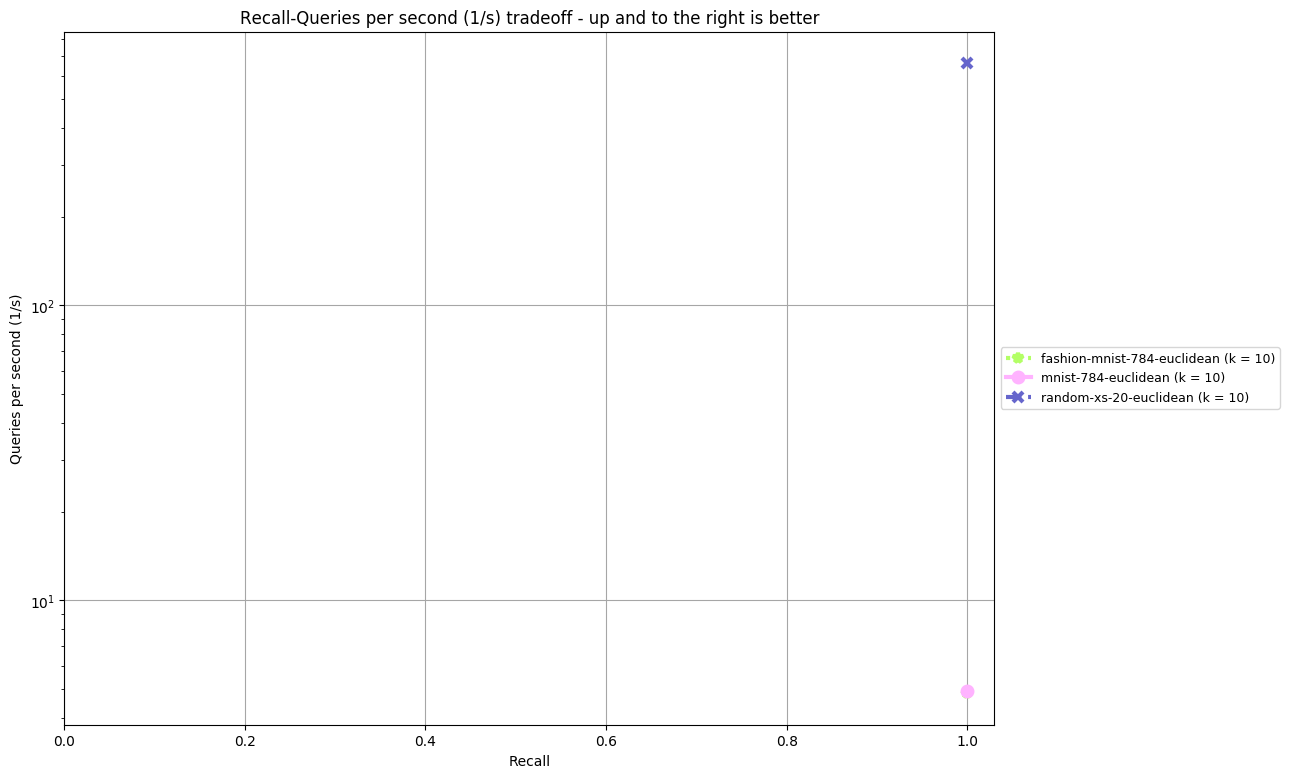 Recall-Queries per second (1/s) tradeoff - up and to the right is better
Queries per second (1/s)
10²
10¹
0.0 0.2 0.4 0.6 0.8 1.0
Recall
fashion-mnist-784-euclidean (k = 10)
mnist-784-euclidean (k = 10)
random-xs-20-euclidean (k = 10)